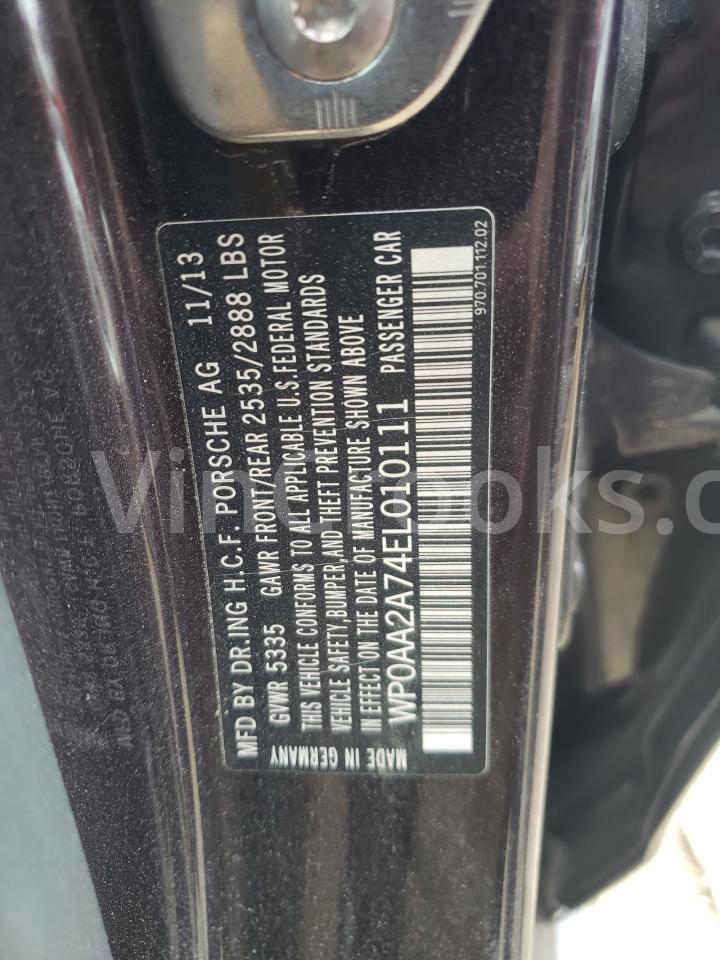 MFD BY DR.ING H.C.F. PORSCHE AG 11/13
GVWR 5335 GAWR FRONT/REAR 2535/2888 LBS
THIS VEHICLE CONFORMS TO ALL APPLICABLE U.S.FEDERAL MOTOR
VEHICLE SAFETY,BUMPER,AND THEFT PREVENTION STANDARDS
IN EFFECT ON THE DATE OF MANUFACTURE SHOWN ABOVE
MADE IN GERMANY WP0AA2A74EL010111 PASSENGER CAR
970.701.112.02